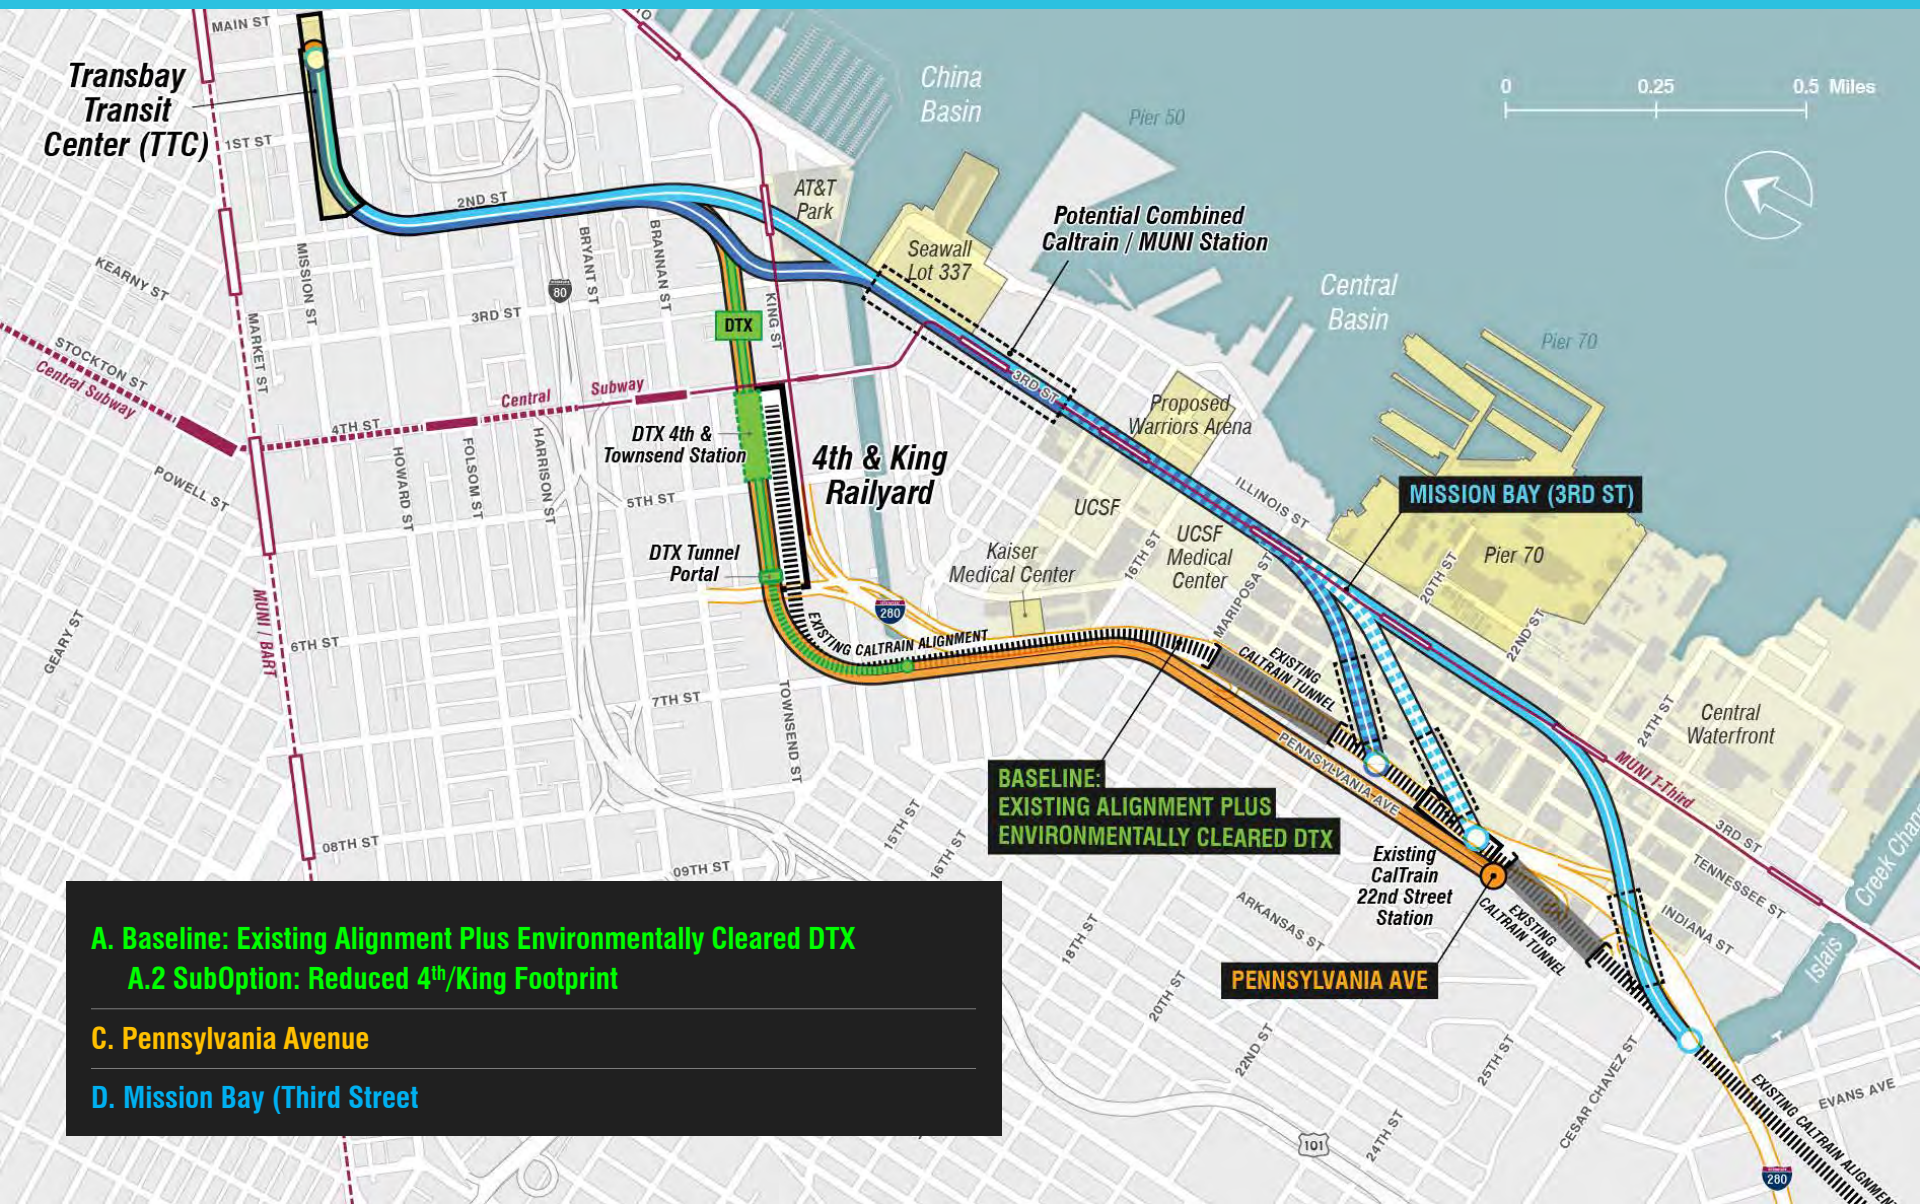 MAIN ST
Transbay
Transit
Center (TTC)
1ST ST
2ND ST
KEARNY ST
MISSION ST
MARKET ST
STOCKTON ST
Central Subway
POWELL ST
GEARY ST
MUNI / BART
BRYANT ST
BRANNAN ST
80
3RD ST
KING ST
DTX
Central
Subway
4TH ST
HOWARD ST
FOLSOM ST
HARRISON ST
5TH ST
6TH ST
7TH ST
08TH ST
09TH ST
TOWNSEND ST
DTX 4th &
Townsend Station
4th & King
Railyard
DTX Tunnel
Portal
China
Basin
AT&T
Park
Seawall
Lot 337
Pier 50
Potential Combined
Caltrain / MUNI Station
0 0.25 0.5 Miles
Central
Basin
Pier 70
3RD ST
Proposed
Warriors Arena
UCSF
UCSF
Medical
Center
Kaiser
Medical Center
16TH ST
MARIPOSA ST
ILLINOIS ST
MISSION BAY (3RD ST)
Pier 70
20TH ST
22ND ST
24TH ST
Central
Waterfront
280
EXISTING CALTRAIN ALIGNMENT
EXISTING
CALTRAIN TUNNEL
PENNSYLVANIA AVE
BASELINE:
EXISTING ALIGNMENT PLUS
ENVIRONMENTALLY CLEARED DTX
MUNI T-Third
3RD ST
TENNESSEE ST
INDIANA ST
Creek Chan
Islais
Existing
CalTrain
22nd Street
Station
EXISTING
CALTRAIN TUNNEL
PENNSYLVANIA AVE
15TH ST
16TH ST
18TH ST
20TH ST
22ND ST
24TH ST
25TH ST
ARKANSAS ST
CESAR CHAVEZ ST
EVANS AVE
EXISTING CALTRAIN ALIGNMENT
101
280
A. Baseline: Existing Alignment Plus Environmentally Cleared DTX
A.2 SubOption: Reduced 4th/King Footprint
C. Pennsylvania Avenue
D. Mission Bay (Third Street